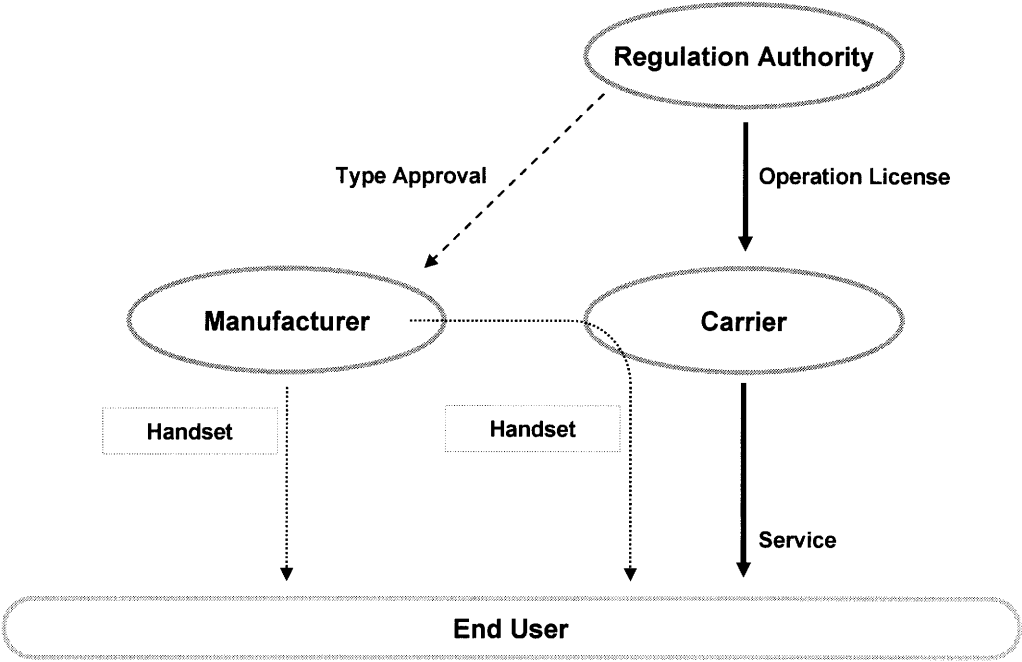 Regulation Authority
Type Approval
Operation License
Manufacturer
Carrier
Handset
Handset
Service
End User